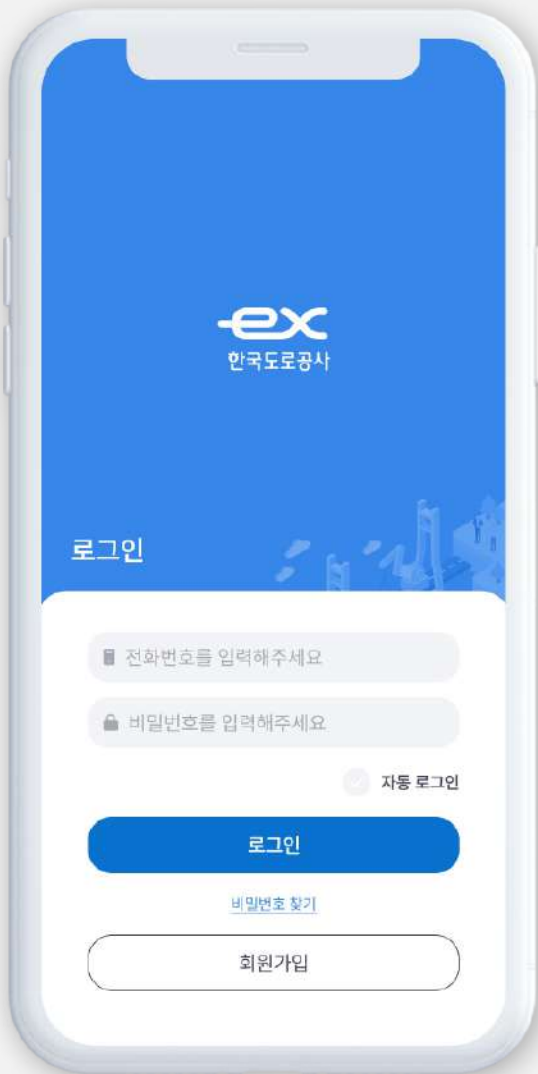 ex
한국도로공사
로그인
전화번호를 입력해주세요
비밀번호를 입력해주세요
자동 로그인
로그인
비밀번호 찾기
회원가입